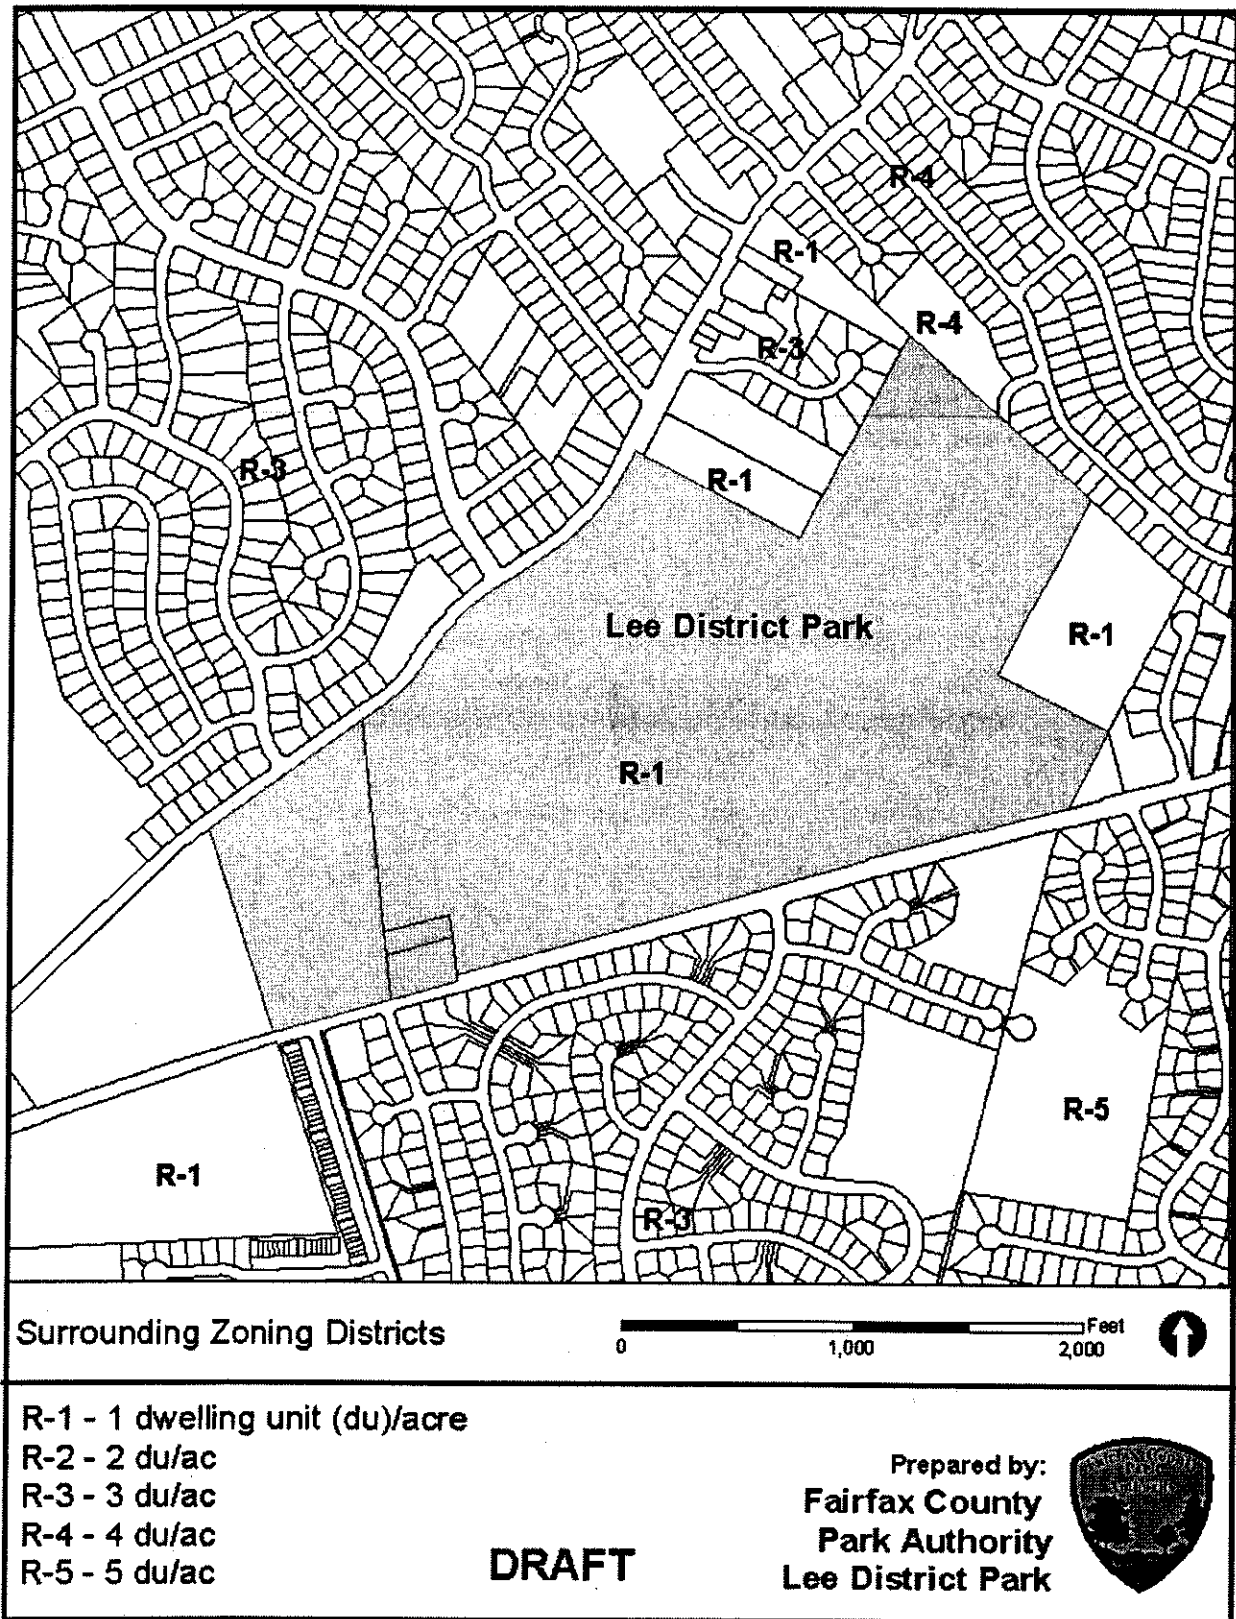 R-4
R-1
R-4
R-3
R-3
R-1
Lee District Park
R-1
R-1
R-5
R-1
R-3
Surrounding Zoning Districts
Feet
0 1,000 2,000
R-1 - 1 dwelling unit (du)/acre
R-2 - 2 du/ac
R-3 - 3 du/ac
R-4 - 4 du/ac
R-5 - 5 du/ac
DRAFT
Prepared by:
Fairfax County
Park Authority
Lee District Park